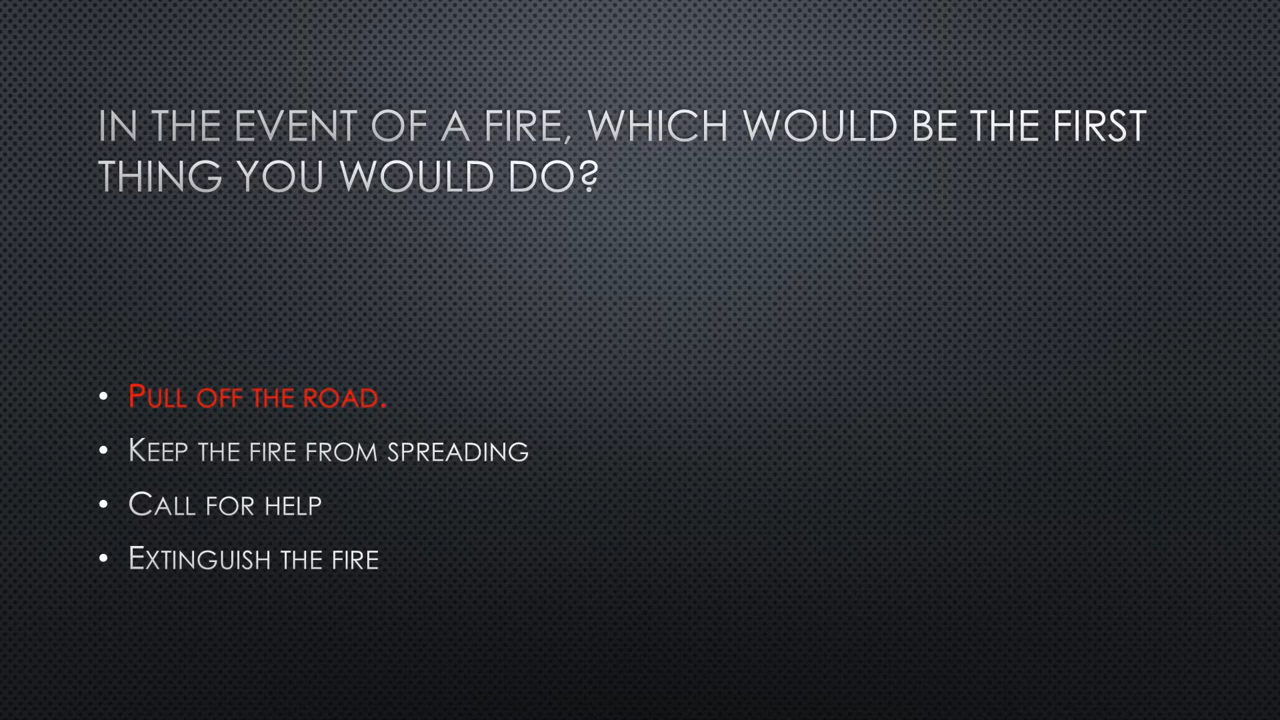 IN THE EVENT OF A FIRE, WHICH WOULD BE THE FIRST
THING YOU WOULD DO?
• PULL OFF THE ROAD.
• KEEP THE FIRE FROM SPREADING
• CALL FOR HELP
• EXTINGUISH THE FIRE